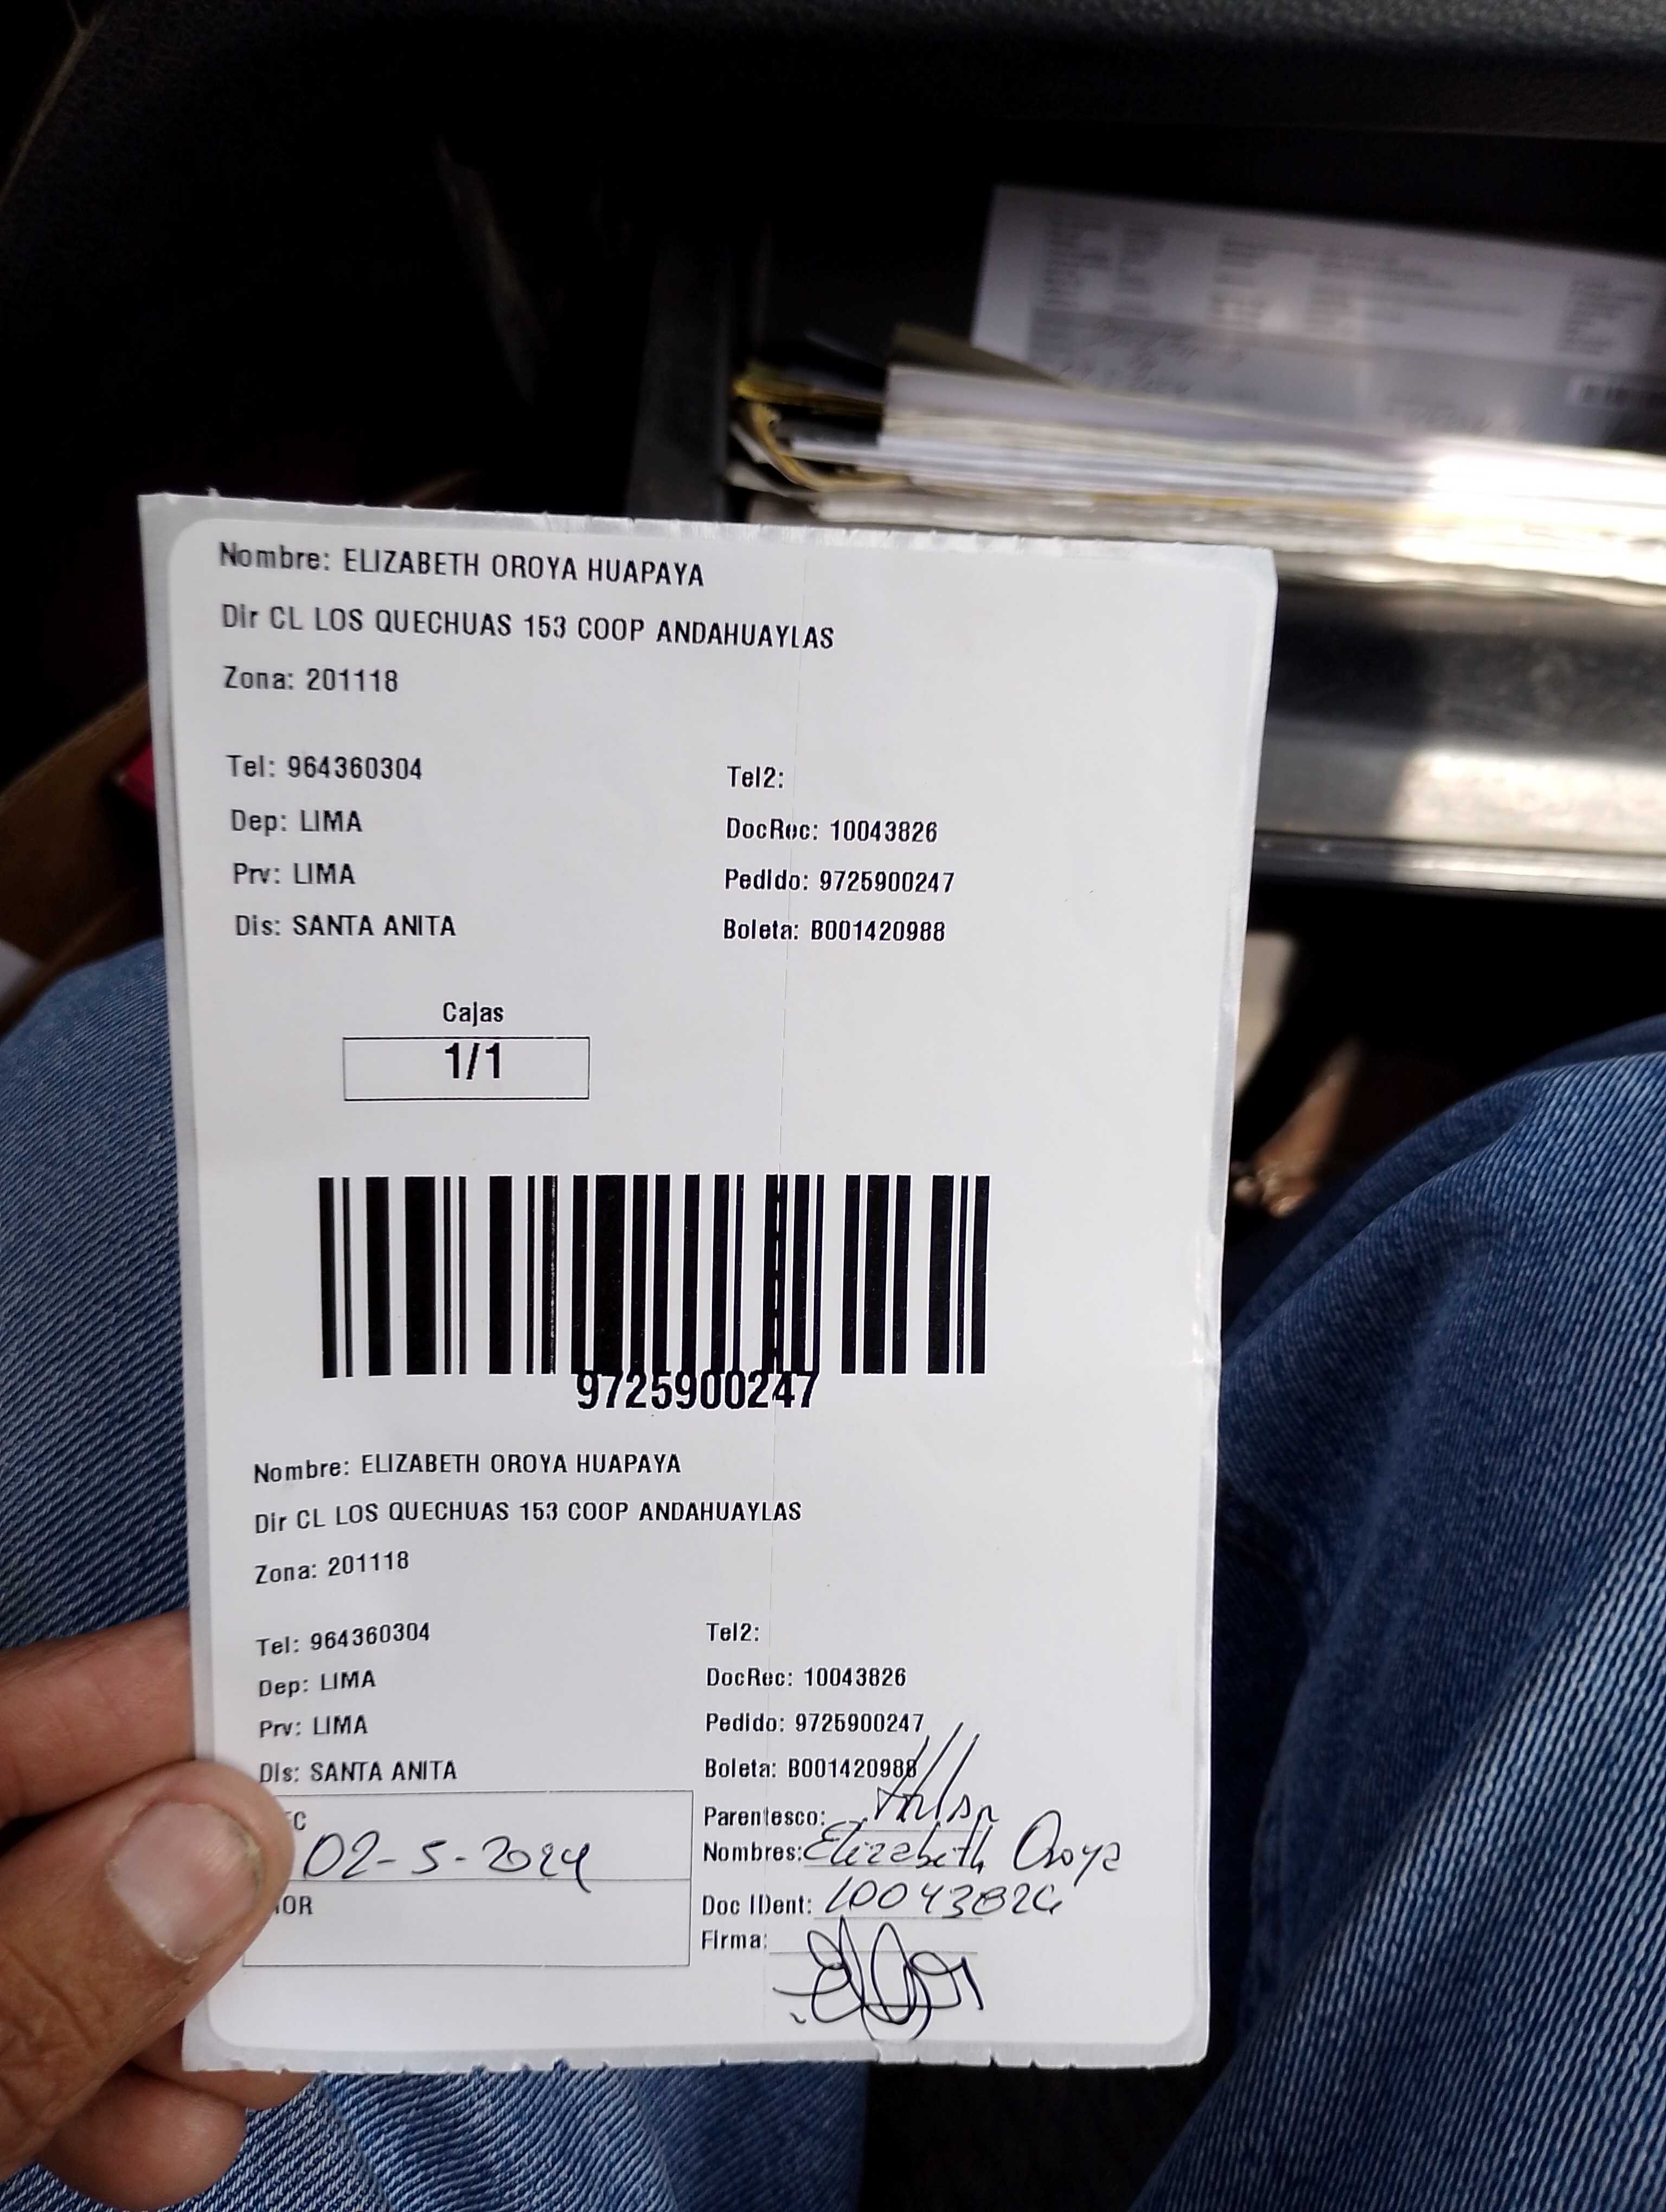 Nombre: ELIZABETH OROYA HUAPAYA
Dir CL LOS QUECHUAS 153 COOP ANDAHUAYLAS
Zona: 201118
Tel: 964360304 Tel2:
Dep: LIMA DocRec: 10043826
Prv: LIMA Pedido: 9725900247
Dis: SANTA ANITA Boleta: B001420988
Cajas
1/1
9725900247
Nombre: ELIZABETH OROYA HUAPAYA
Dir CL LOS QUECHUAS 153 COOP ANDAHUAYLAS
Zona: 201118
Tel: 964360304 Tel2:
Dep: LIMA DocRec: 10043826
Prv: LIMA Pedido: 9725900247
Dis: SANTA ANITA Boleta: B001420988
Parentesco:
02-5-2024 Nombres: Elizabeth Oroya
Doc IDent: 10043826
Firma: